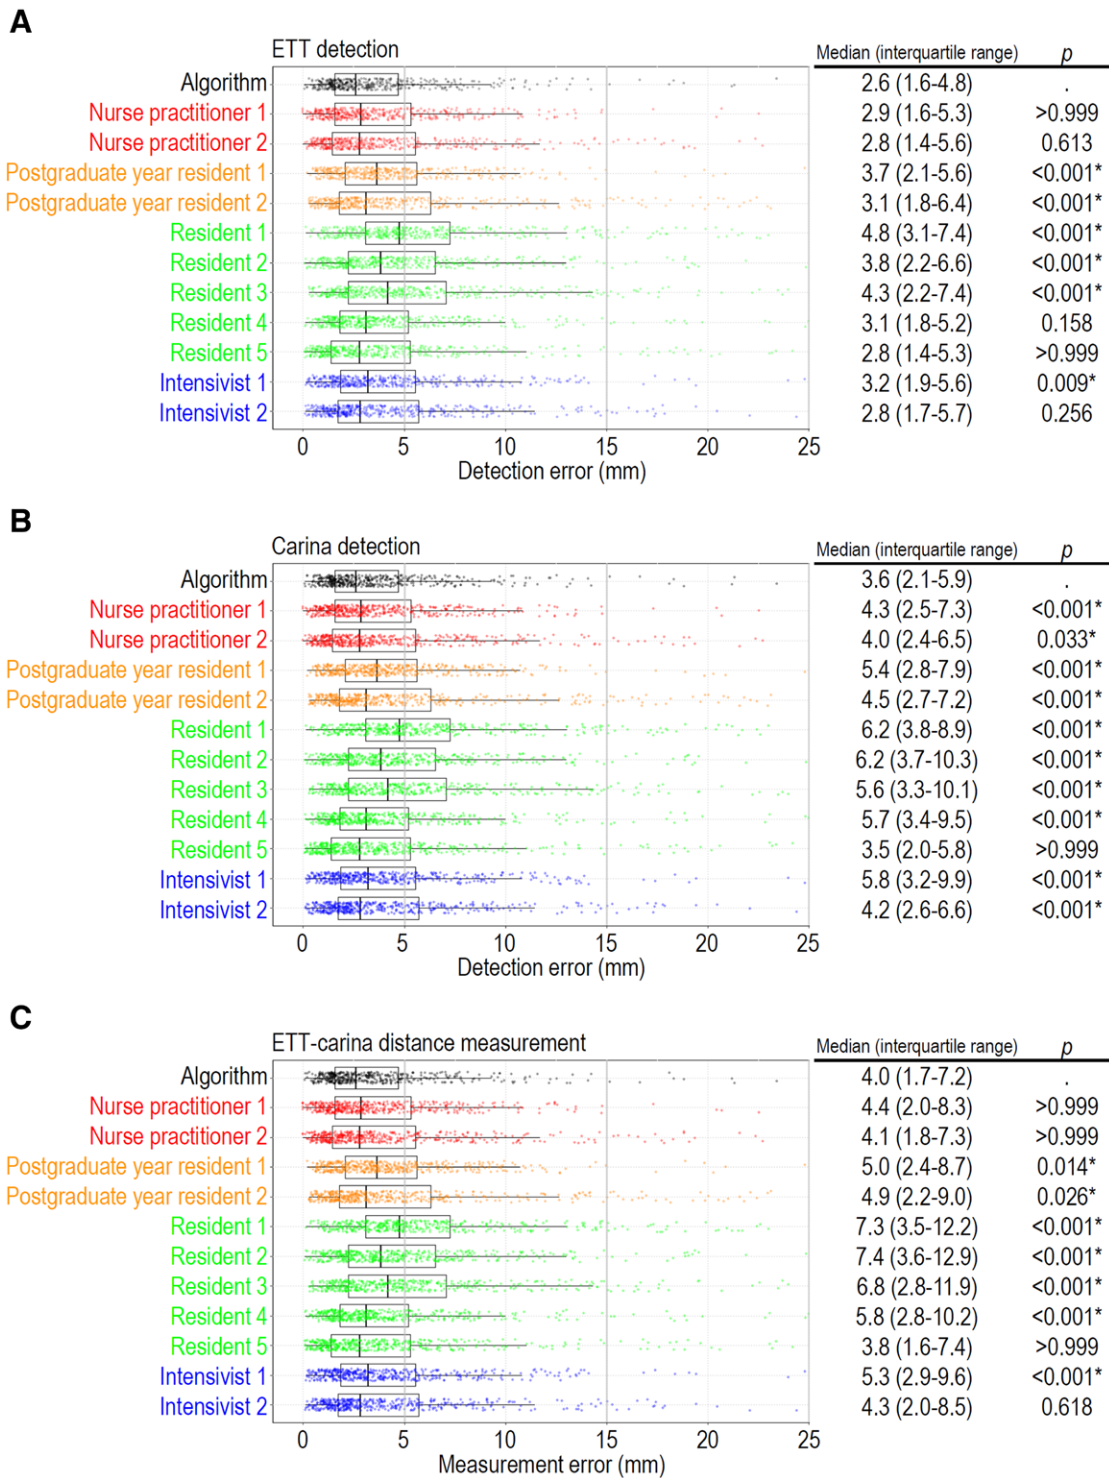 A
ETT detection
Median (interquartile range) p
Algorithm 2.6 (1.6-4.8) .
Nurse practitioner 1 2.9 (1.6-5.3) >0.999
Nurse practitioner 2 2.8 (1.4-5.6) 0.613
Postgraduate year resident 1 3.7 (2.1-5.6) <0.001*
Postgraduate year resident 2 3.1 (1.8-6.4) <0.001*
Resident 1 4.8 (3.1-7.4) <0.001*
Resident 2 3.8 (2.2-6.6) <0.001*
Resident 3 4.3 (2.2-7.4) <0.001*
Resident 4 3.1 (1.8-5.2) 0.158
Resident 5 2.8 (1.4-5.3) >0.999
Intensivist 1 3.2 (1.9-5.6) 0.009*
Intensivist 2 2.8 (1.7-5.7) 0.256
0 5 10 15 20 25
Detection error (mm)
B
Carina detection
Median (interquartile range) p
Algorithm 3.6 (2.1-5.9) .
Nurse practitioner 1 4.3 (2.5-7.3) <0.001*
Nurse practitioner 2 4.0 (2.4-6.5) 0.033*
Postgraduate year resident 1 5.4 (2.8-7.9) <0.001*
Postgraduate year resident 2 4.5 (2.7-7.2) <0.001*
Resident 1 6.2 (3.8-8.9) <0.001*
Resident 2 6.2 (3.7-10.3) <0.001*
Resident 3 5.6 (3.3-10.1) <0.001*
Resident 4 5.7 (3.4-9.5) <0.001*
Resident 5 3.5 (2.0-5.8) >0.999
Intensivist 1 5.8 (3.2-9.9) <0.001*
Intensivist 2 4.2 (2.6-6.6) <0.001*
0 5 10 15 20 25
Detection error (mm)
C
ETT-carina distance measurement
Median (interquartile range) p
Algorithm 4.0 (1.7-7.2) .
Nurse practitioner 1 4.4 (2.0-8.3) >0.999
Nurse practitioner 2 4.1 (1.8-7.3) >0.999
Postgraduate year resident 1 5.0 (2.4-8.7) 0.014*
Postgraduate year resident 2 4.9 (2.2-9.0) 0.026*
Resident 1 7.3 (3.5-12.2) <0.001*
Resident 2 7.4 (3.6-12.9) <0.001*
Resident 3 6.8 (2.8-11.9) <0.001*
Resident 4 5.8 (2.8-10.2) <0.001*
Resident 5 3.8 (1.6-7.4) >0.999
Intensivist 1 5.3 (2.9-9.6) <0.001*
Intensivist 2 4.3 (2.0-8.5) 0.618
0 5 10 15 20 25
Measurement error (mm)